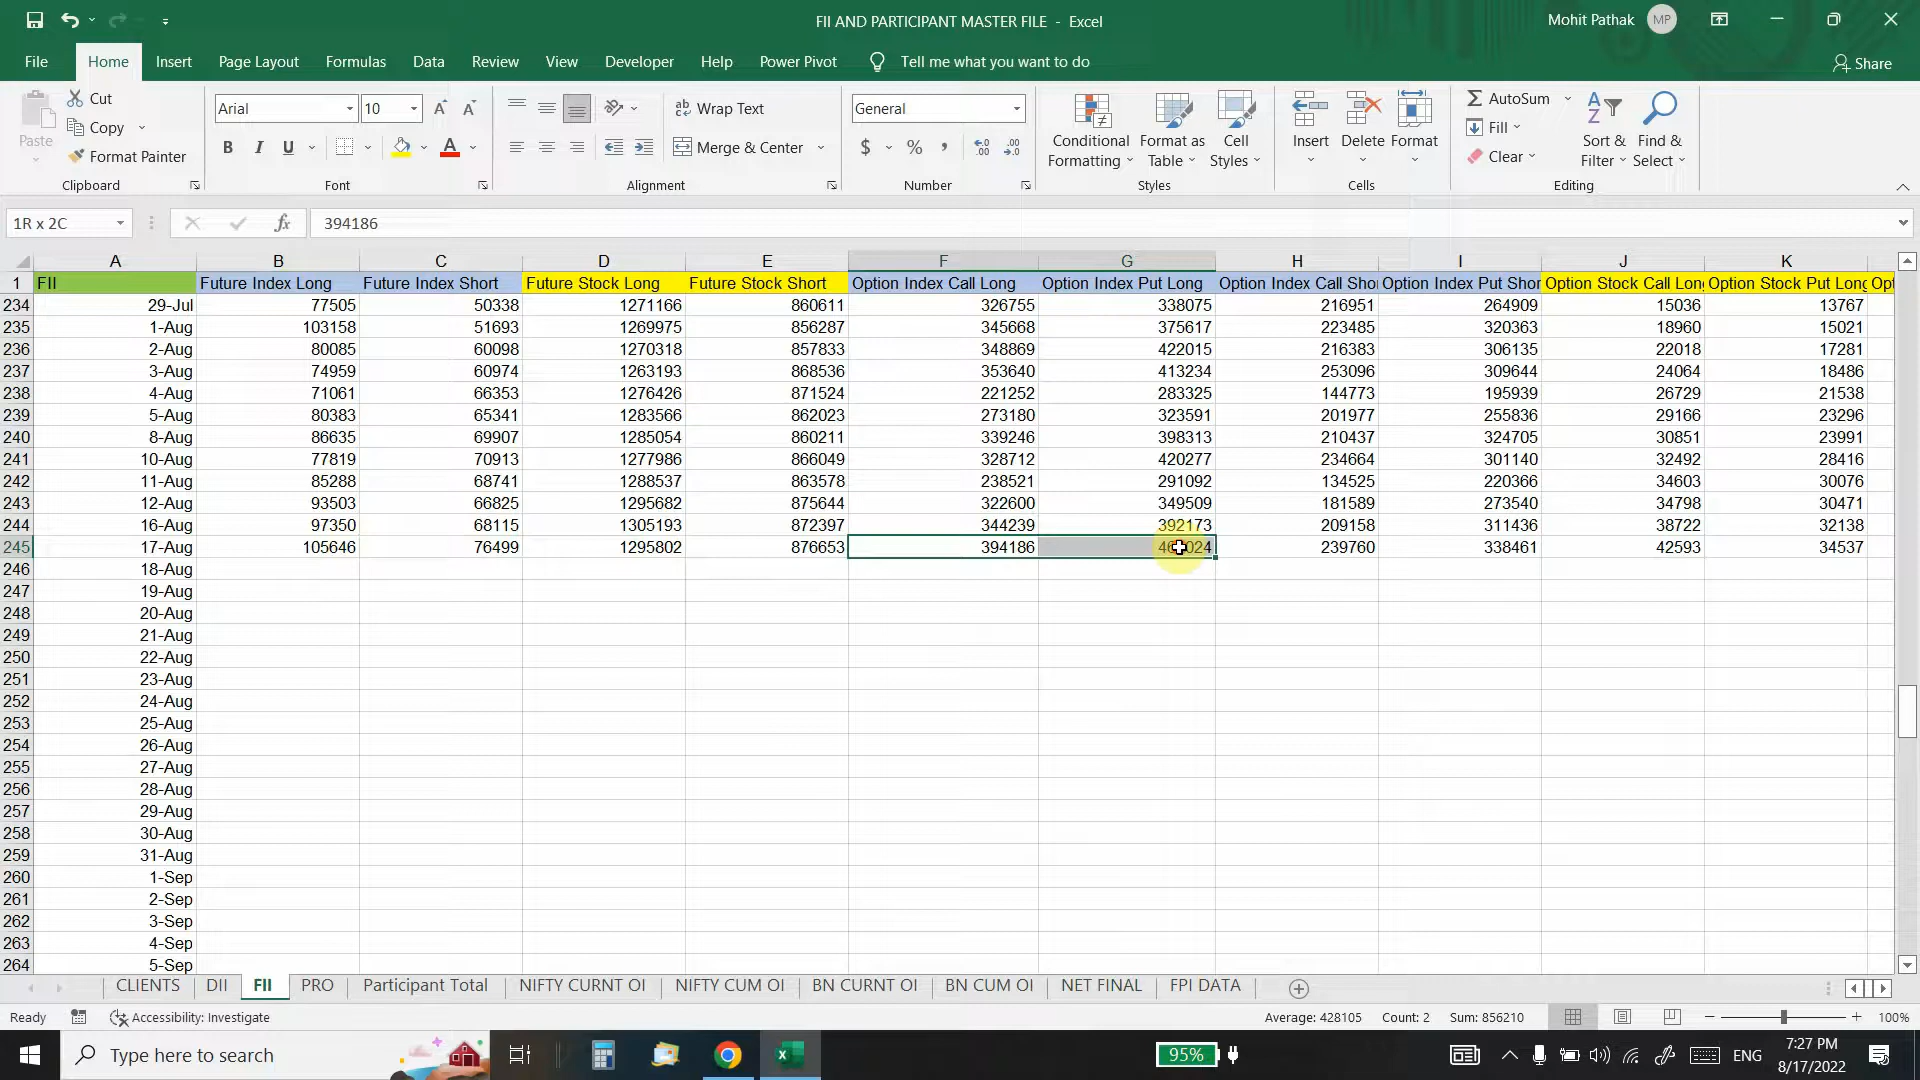 FII AND PARTICIPANT MASTER FILE - Excel
Mohit Pathak MP
File Home Insert Page Layout Formulas Data Review View Developer Help Power Pivot Tell me what you want to do Share
Cut
Copy
Format Painter
Paste
Clipboard
Arial 10
B I U
Font
Wrap Text
Merge & Center
Alignment
General
$ % ,
Number
Conditional Formatting
Format as Table
Cell Styles
Styles
Insert Delete Format
Cells
AutoSum
Fill
Clear
Sort & Filter
Find & Select
Editing
1R x 2C fx 394186
A B C D E F G H I J K
1 FII Future Index Long Future Index Short Future Stock Long Future Stock Short Option Index Call Long Option Index Put Long Option Index Call Shor Option Index Put Shor Option Stock Call Long Option Stock Put Long Opt
234 29-Jul 77505 50338 1271166 860611 326755 338075 216951 264909 15036 13767
235 1-Aug 103158 51693 1269975 856287 345668 375617 223485 320363 18960 15021
236 2-Aug 80085 60098 1270318 857833 348869 422015 216383 306135 22018 17281
237 3-Aug 74959 60974 1263193 868536 353640 413234 253096 309644 24064 18486
238 4-Aug 71061 66353 1276426 871524 221252 283325 144773 195939 26729 21538
239 5-Aug 80383 65341 1283566 862023 273180 323591 201977 255836 29166 23296
240 8-Aug 86635 69907 1285054 860211 339246 398313 210437 324705 30851 23991
241 10-Aug 77819 70913 1277986 866049 328712 420277 234664 301140 32492 28416
242 11-Aug 85288 68741 1288537 863578 238521 291092 134525 220366 34603 30076
243 12-Aug 93503 66825 1295682 875644 322600 349509 181589 273540 34798 30471
244 16-Aug 97350 68115 1305193 872397 344239 392173 209158 311436 38722 32138
245 17-Aug 105646 76499 1295802 876653 394186 239760 338461 42593 34537
246 18-Aug
247 19-Aug
248 20-Aug
249 21-Aug
250 22-Aug
251 23-Aug
252 24-Aug
253 25-Aug
254 26-Aug
255 27-Aug
256 28-Aug
257 29-Aug
258 30-Aug
259 31-Aug
260 1-Sep
261 2-Sep
262 3-Sep
263 4-Sep
264 5-Sep
CLIENTS DII FII PRO Participant Total NIFTY CURNT OI NIFTY CUM OI BN CURNT OI BN CUM OI NET FINAL FPI DATA
Ready Accessibility: Investigate Average: 428105 Count: 2 Sum: 856210 100%
Type here to search 95% ENG 7:27 PM
8/17/2022